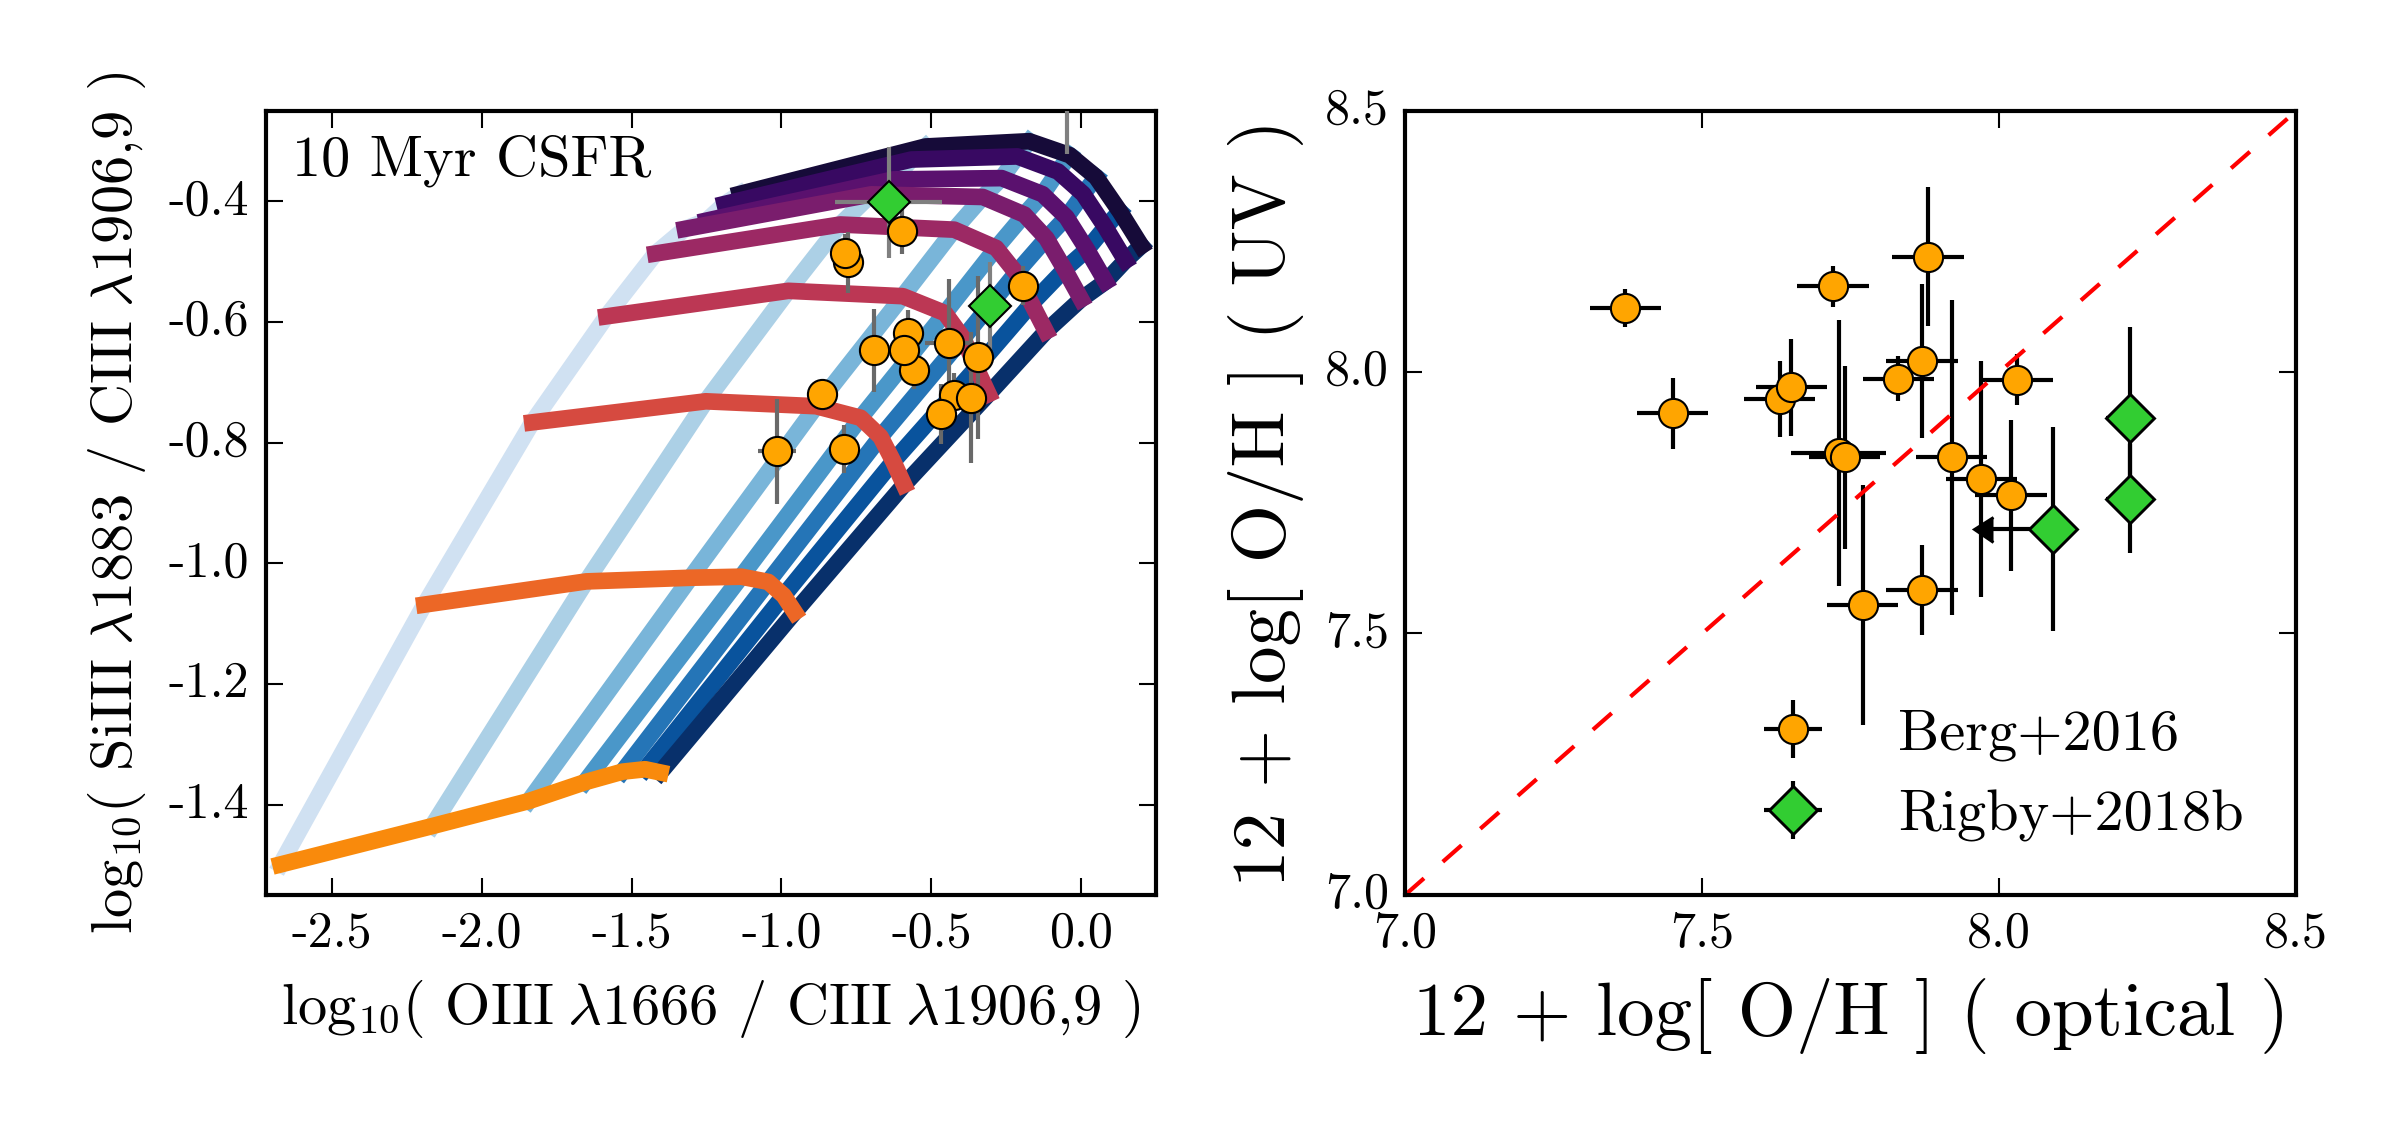 10 Myr CSFR
log10( SiIII λ1883 / CIII λ1906,9 )
-0.4
-0.6
-0.8
-1.0
-1.2
-1.4
-2.5 -2.0 -1.5 -1.0 -0.5 0.0
log10( OIII λ1666 / CIII λ1906,9 )
12 + log[ O/H ] ( UV )
8.5
8.0
7.5
7.0
Berg+2016
Rigby+2018b
7.0 7.5 8.0 8.5
12 + log[ O/H ] ( optical )